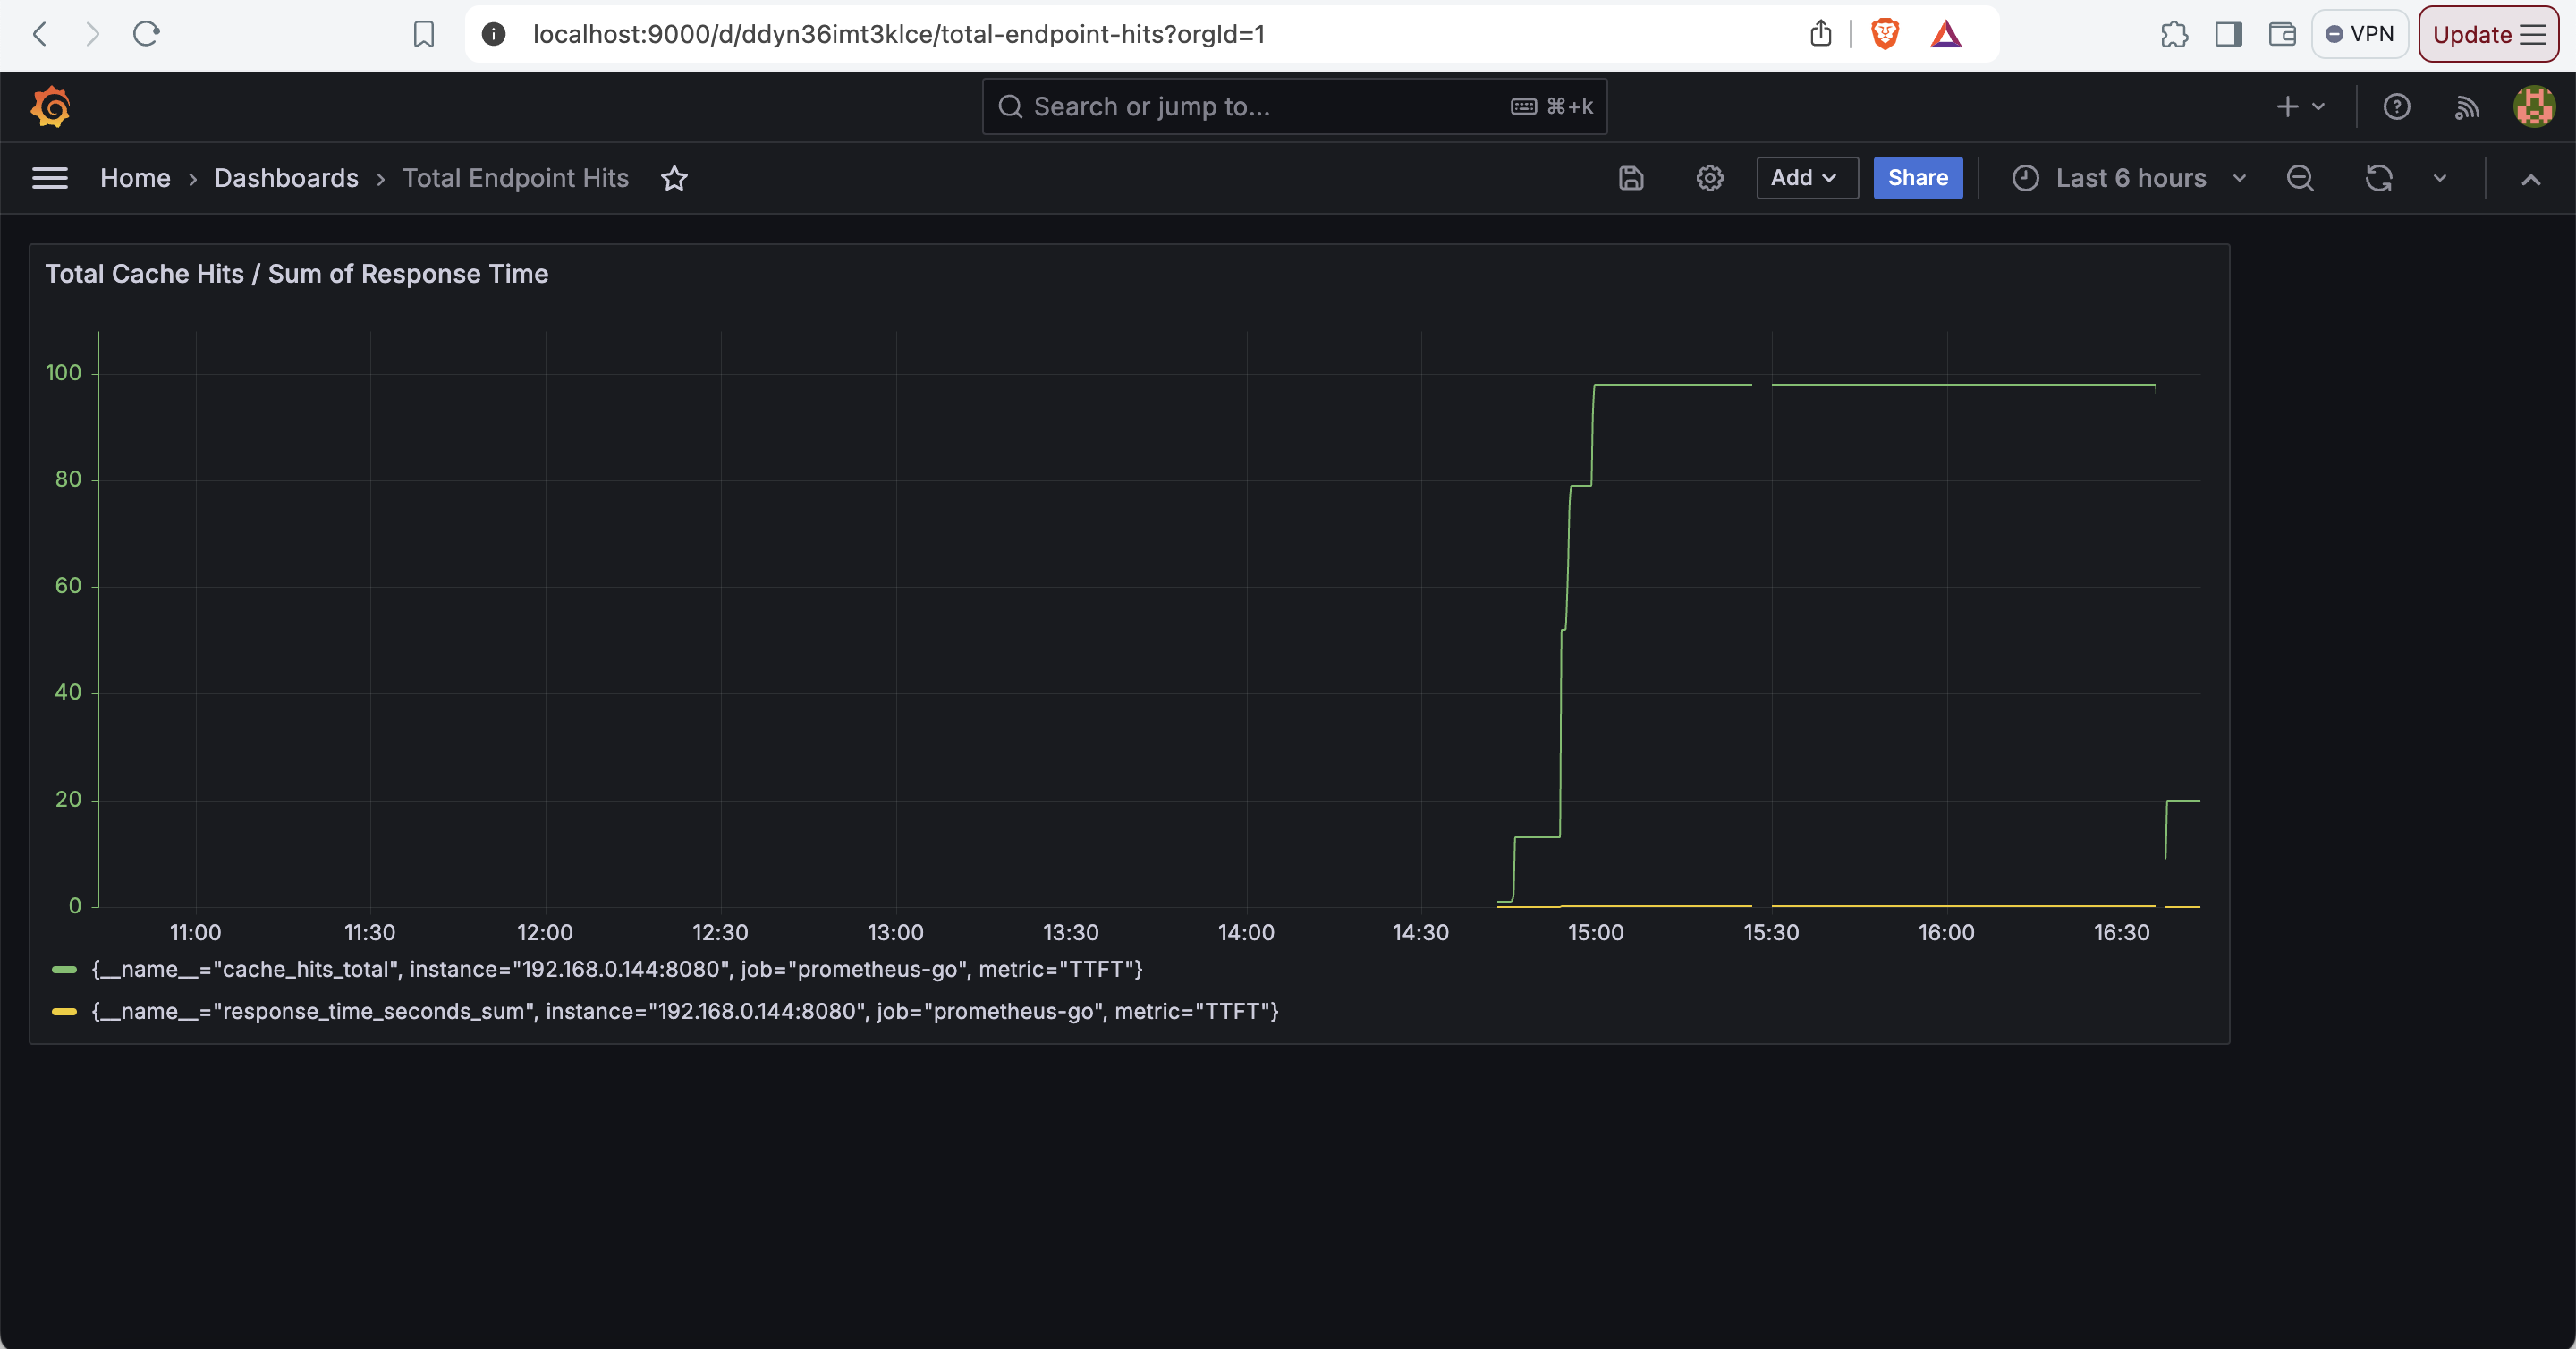 localhost:9000/d/ddyn36imt3klce/total-endpoint-hits?orgId=1
VPN
Update
Search or jump to...
⌘+k
Home › Dashboards › Total Endpoint Hits
Add
Share
Last 6 hours
Total Cache Hits / Sum of Response Time
100
80
60
40
20
0
11:00 11:30 12:00 12:30 13:00 13:30 14:00 14:30 15:00 15:30 16:00 16:30
{__name__="cache_hits_total", instance="192.168.0.144:8080", job="prometheus-go", metric="TTFT"}
{__name__="response_time_seconds_sum", instance="192.168.0.144:8080", job="prometheus-go", metric="TTFT"}